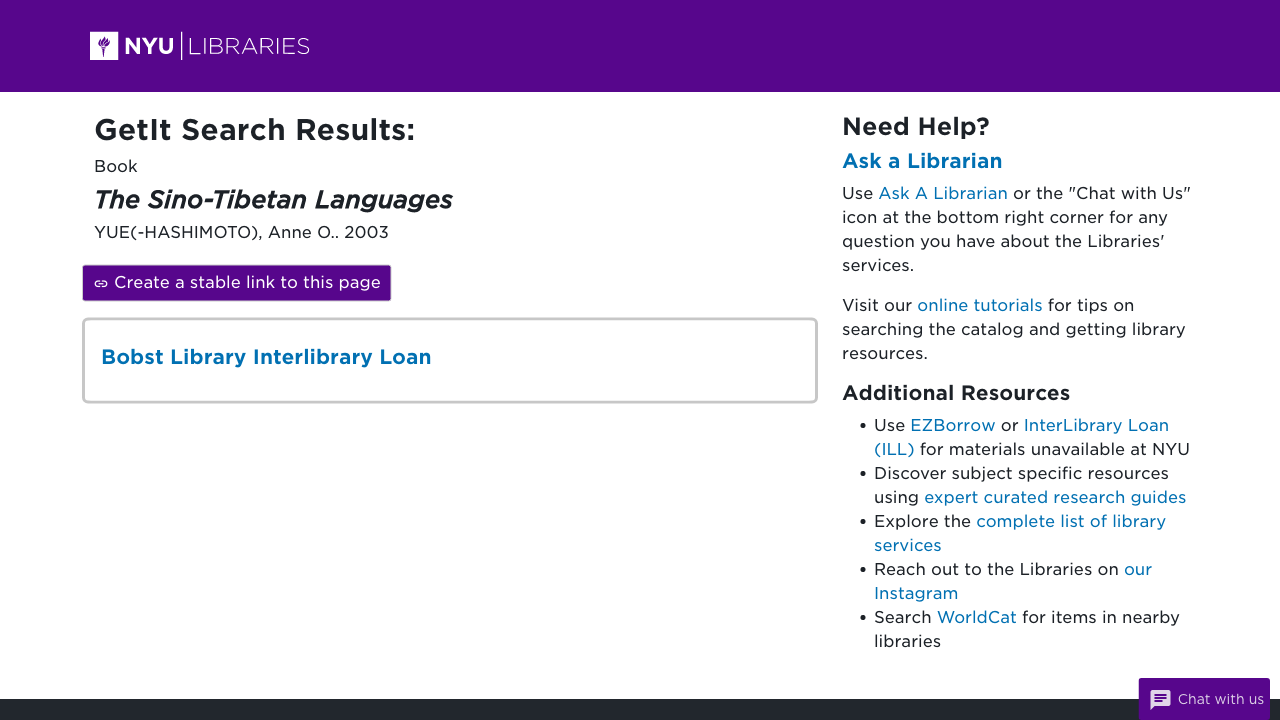 NYU LIBRARIES
GetIt Search Results:
Book
The Sino-Tibetan Languages
YUE(-HASHIMOTO), Anne O.. 2003
Create a stable link to this page
Bobst Library Interlibrary Loan
Need Help?
Ask a Librarian
Use Ask A Librarian or the "Chat with Us"
icon at the bottom right corner for any
question you have about the Libraries'
services.
Visit our online tutorials for tips on
searching the catalog and getting library
resources.
Additional Resources
Use EZBorrow or InterLibrary Loan
(ILL) for materials unavailable at NYU
Discover subject specific resources
using expert curated research guides
Explore the complete list of library
services
Reach out to the Libraries on our
Instagram
Search WorldCat for items in nearby
libraries
Chat with us